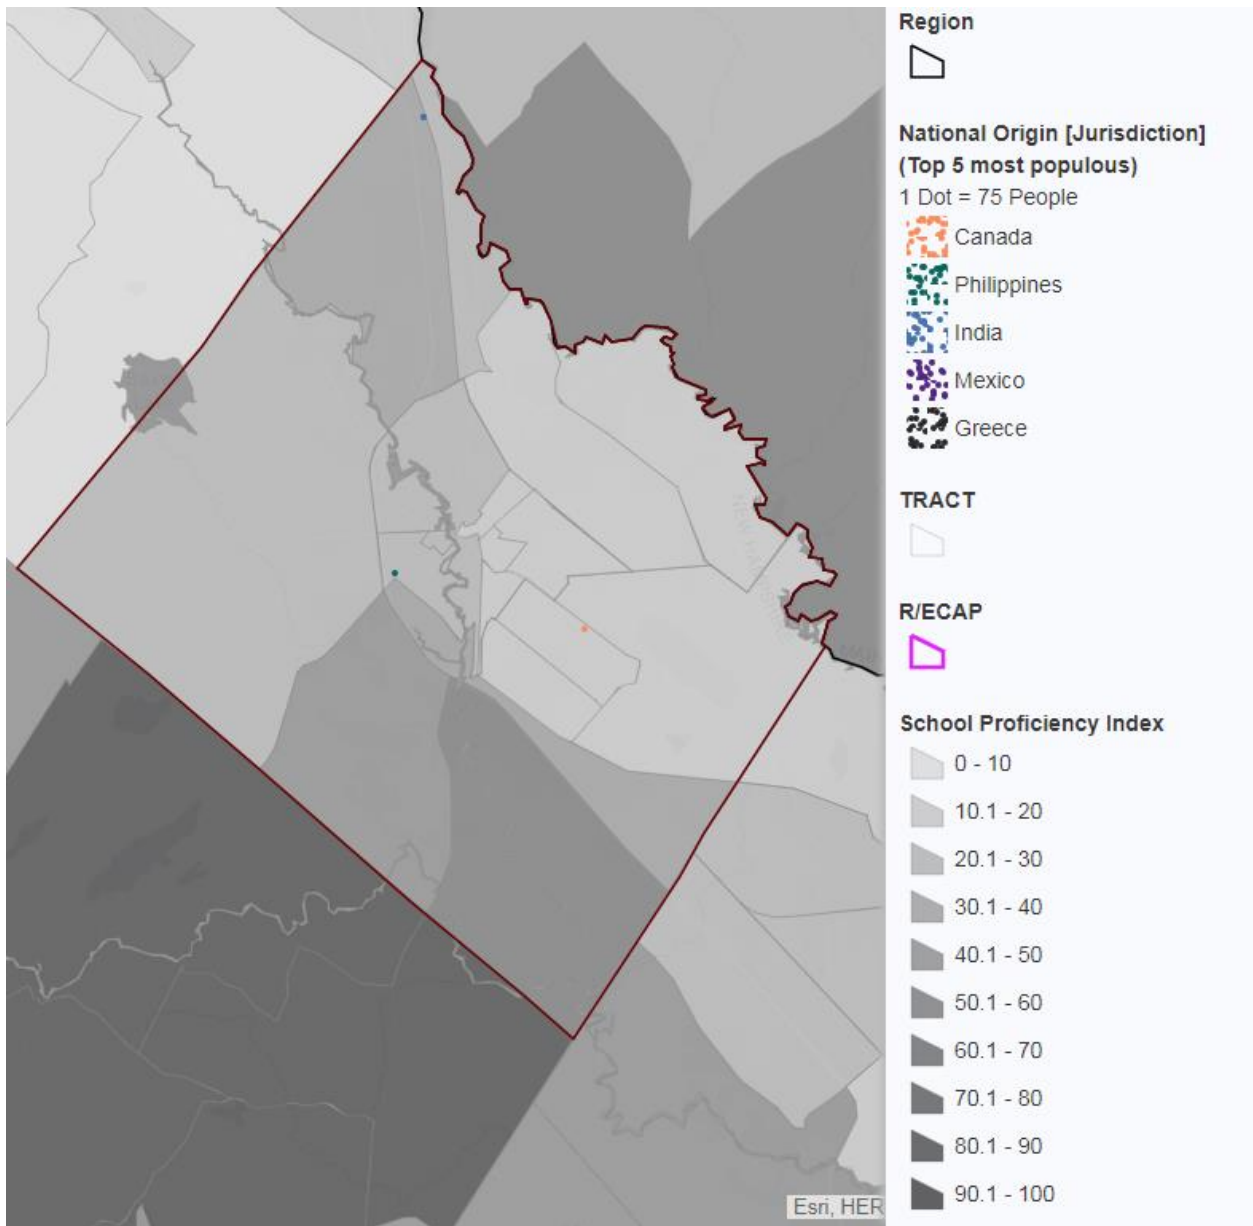 Region
National Origin [Jurisdiction]
(Top 5 most populous)
1 Dot = 75 People
Canada
Philippines
India
Mexico
Greece
TRACT
R/ECAP
School Proficiency Index
0 - 10
10.1 - 20
20.1 - 30
30.1 - 40
40.1 - 50
50.1 - 60
60.1 - 70
70.1 - 80
80.1 - 90
90.1 - 100
Esri, HER